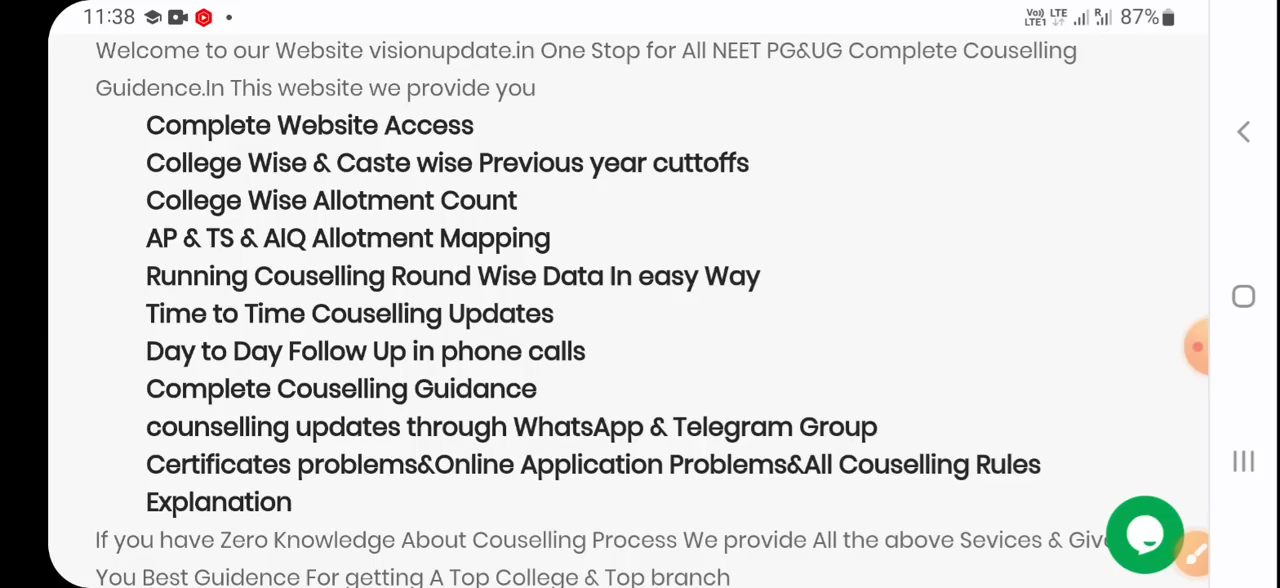 11:38
Vo) LTE R 87%
LTE1
Welcome to our Website visionupdate.in One Stop for All NEET PG&UG Complete Couselling
Guidence.In This website we provide you
Complete Website Access
College Wise & Caste wise Previous year cuttoffs
College Wise Allotment Count
AP & TS & AIQ Allotment Mapping
Running Couselling Round Wise Data In easy Way
Time to Time Couselling Updates
Day to Day Follow Up in phone calls
Complete Couselling Guidance
counselling updates through WhatsApp & Telegram Group
Certificates problems&Online Application Problems&All Couselling Rules
Explanation
If you have Zero Knowledge About Couselling Process We provide All the above Sevices & Give
You Best Guidence For getting A Top College & Top branch